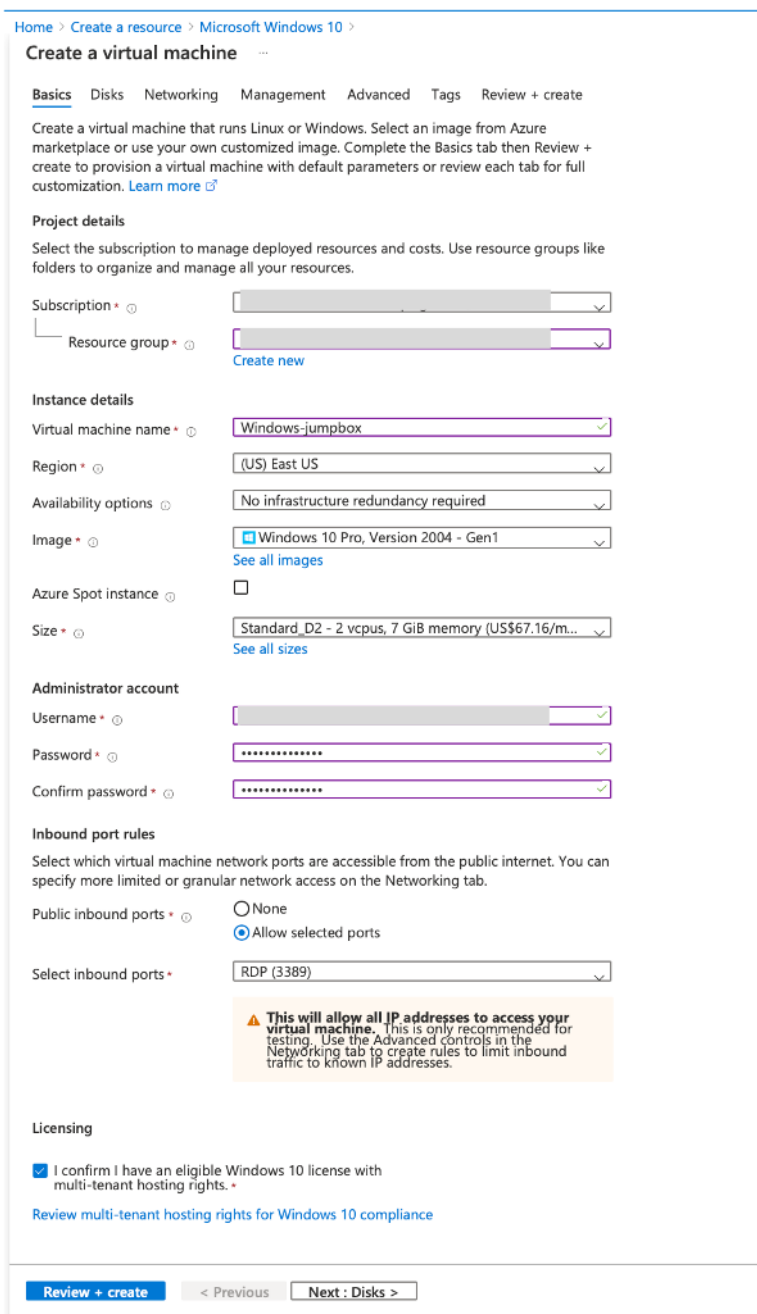 Home > Create a resource > Microsoft Windows 10 >
Create a virtual machine ...
Basics Disks Networking Management Advanced Tags Review + create
Create a virtual machine that runs Linux or Windows. Select an image from Azure
marketplace or use your own customized image. Complete the Basics tab then Review +
create to provision a virtual machine with default parameters or review each tab for full
customization. Learn more
Project details
Select the subscription to manage deployed resources and costs. Use resource groups like
folders to organize and manage all your resources.
Subscription *
Resource group *
Create new
Instance details
Virtual machine name * Windows-jumpbox
Region * (US) East US
Availability options No infrastructure redundancy required
Image * Windows 10 Pro, Version 2004 - Gen1
See all images
Azure Spot instance
Size * Standard_D2 - 2 vcpus, 7 GiB memory (US$67.16/m...
See all sizes
Administrator account
Username *
Password * ••••••••••••••
Confirm password * ••••••••••••••
Inbound port rules
Select which virtual machine network ports are accessible from the public internet. You can
specify more limited or granular network access on the Networking tab.
Public inbound ports * None
Allow selected ports
Select inbound ports * RDP (3389)
This will allow all IP addresses to access your
virtual machine. This is only recommended for
testing. Use the Advanced controls in the
Networking tab to create rules to limit inbound
traffic to known IP addresses.
Licensing
I confirm I have an eligible Windows 10 license with
multi-tenant hosting rights. *
Review multi-tenant hosting rights for Windows 10 compliance
Review + create < Previous Next : Disks >